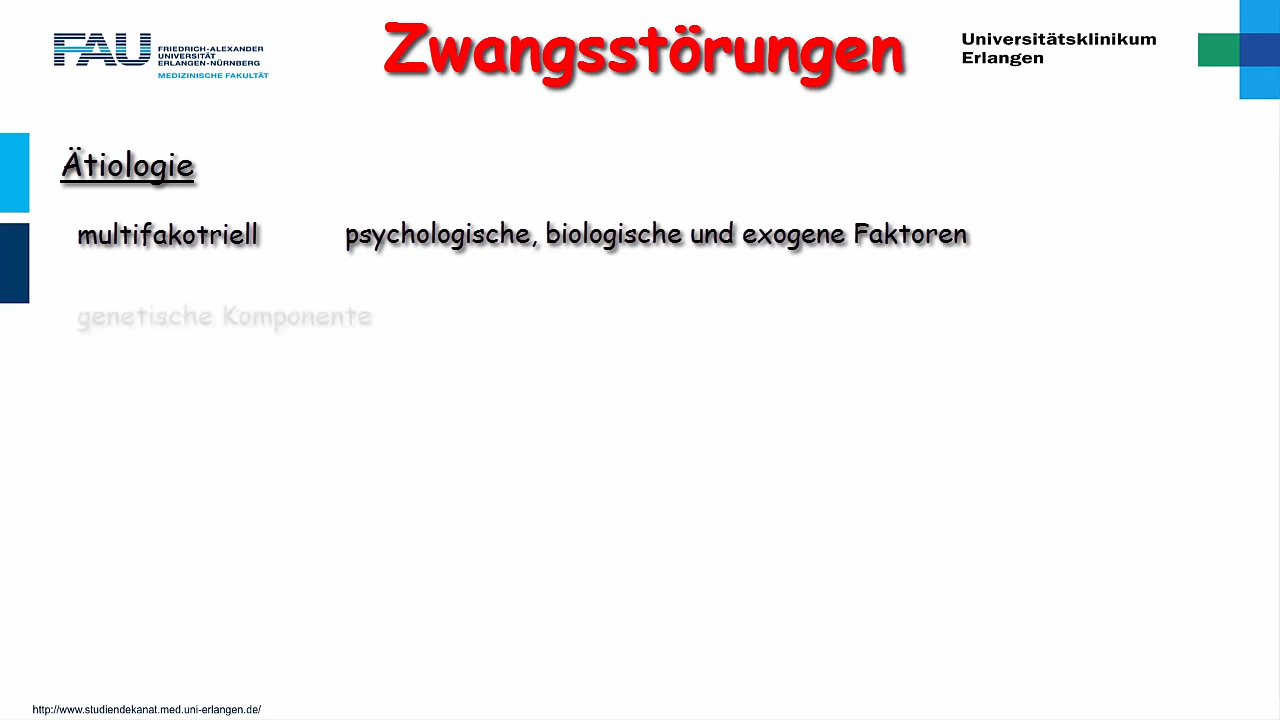 FAU
FRIEDRICH-ALEXANDER
UNIVERSITÄT
ERLANGEN-NÜRNBERG
MEDIZINISCHE FAKULTÄT
Zwangsstörungen
Universitätsklinikum
Erlangen
Ätiologie
multifakotriell psychologische, biologische und exogene Faktoren
genetische Komponente
http://www.studiendekanat.med.uni-erlangen.de/